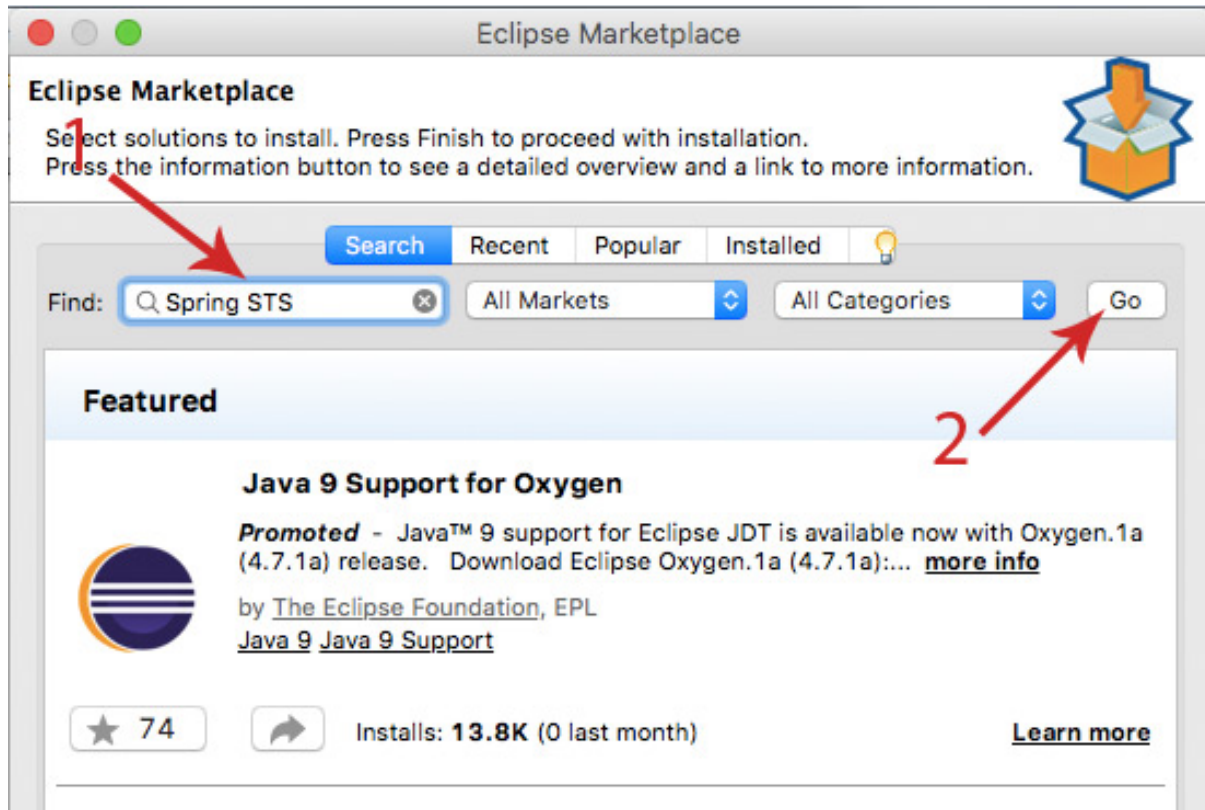 Eclipse Marketplace
Eclipse Marketplace
Select solutions to install. Press Finish to proceed with installation.
Press the information button to see a detailed overview and a link to more information.
1
Search Recent Popular Installed
Find: Spring STS All Markets All Categories Go
2
Featured
Java 9 Support for Oxygen
Promoted - Java™ 9 support for Eclipse JDT is available now with Oxygen.1a
(4.7.1a) release. Download Eclipse Oxygen.1a (4.7.1a):... more info
by The Eclipse Foundation, EPL
Java 9 Java 9 Support
74 Installs: 13.8K (0 last month) Learn more